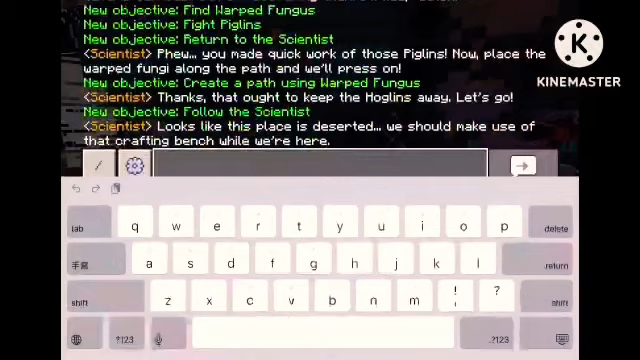 New objective: Find Warped Fungus
New objective: Fight Piglins
New objective: Return to the Scientist
<Scientist> Phew... you made quick work of those Piglins! Now, place the
warped fungi along the path and we'll press on!
New objective: Create a path using Warped Fungus
<Scientist> Thanks, that ought to keep the Hoglins away. Let's go!
New objective: Follow the Scientist
<Scientist> Looks like this place is deserted... we should make use of
that crafting bench while we're here.
K
KINEMASTER
/
tab q w e r t y u i o p delete
手寫 a s d f g h j k l return
shift z x c v b n m ! , ? . shift
.?123 .?123